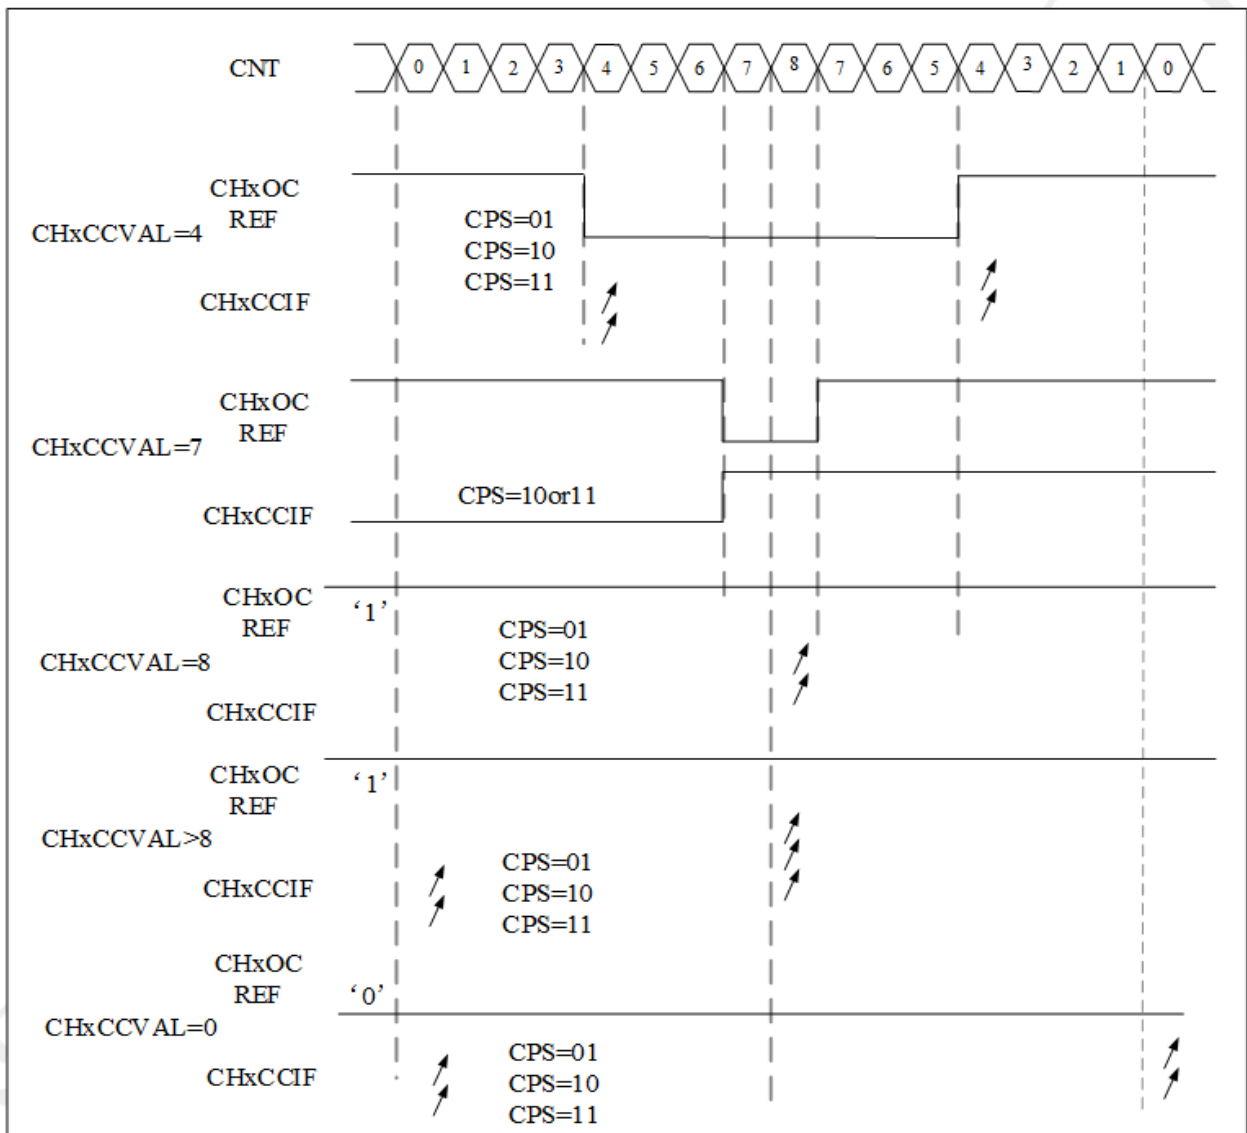 CNT 0 1 2 3 4 5 6 7 8 7 6 5 4 3 2 1 0
CHxOC
REF
CHxCCVAL=4
CPS=01
CPS=10
CPS=11
CHxCCIF
CHxOC
REF
CHxCCVAL=7
CPS=10or11
CHxCCIF
CHxOC
REF
‘1’
CHxCCVAL=8
CPS=01
CPS=10
CPS=11
CHxCCIF
CHxOC
REF
‘1’
CHxCCVAL>8
CHxCCIF
CPS=01
CPS=10
CPS=11
CHxOC
REF
‘0’
CHxCCVAL=0
CHxCCIF
CPS=01
CPS=10
CPS=11